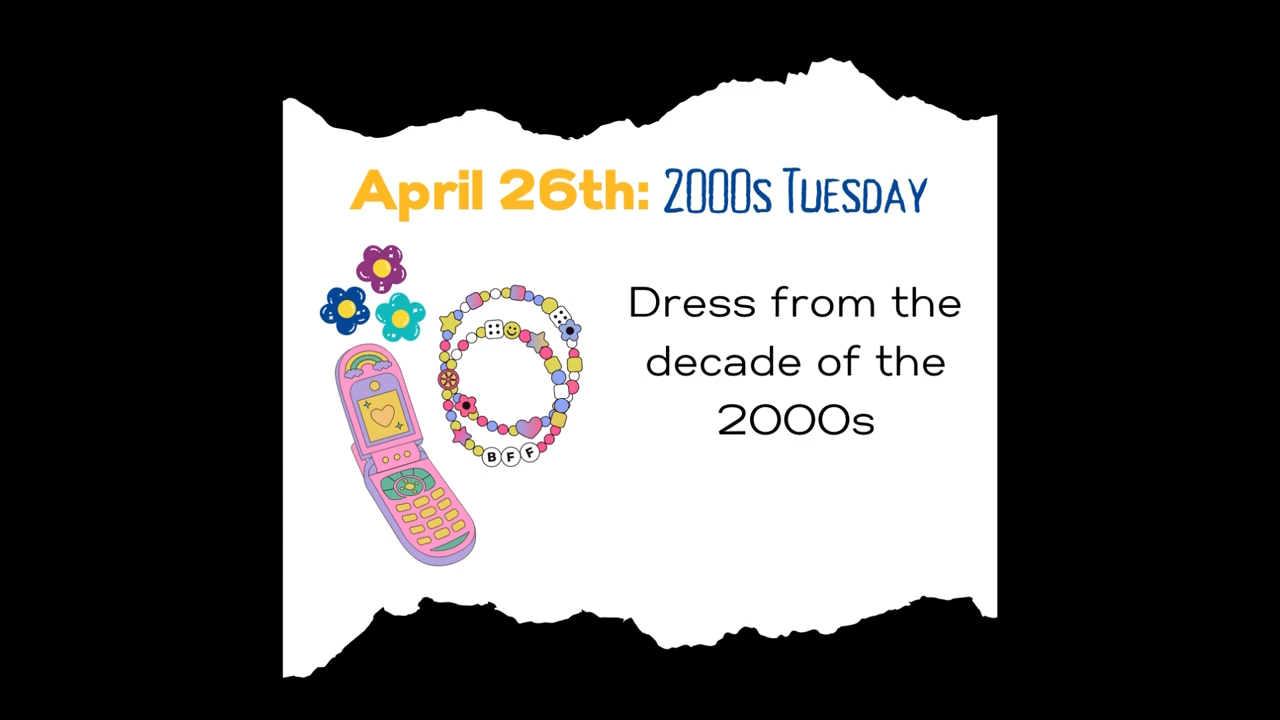 April 26th: 2000s Tuesday
Dress from the
decade of the
2000s
BFF